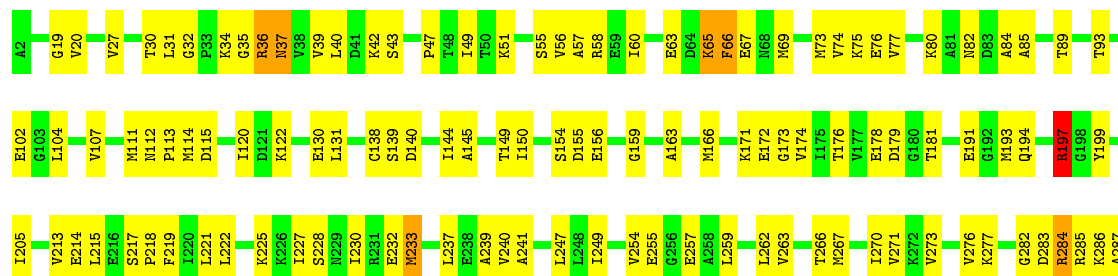 A2 G19 V20 V27 T30 L31 G32 P33 K34 G35 R36 N37 V38 V39 L40 D41 K42 S43 P47 T48 I49 T50 K51 S55 V56 A57 R58 E59 I60 E63 D64 K65 F66 E67 N68 M69 M73 V74 K75 E76 V77 K80 A81 N82 D83 A84 A85 T89 T93
E102 G103 L104 V107 M111 N112 P113 M114 D115 I120 D121 K122 E130 L131 C138 S139 D140 I144 A145 T149 I150 S154 D155 E156 G159 A163 M166 K171 E172 G173 V174 I175 T176 V177 E178 D179 G180 T181 E191 G192 M193 Q194 R197 G198 Y199
I205 V213 E214 L215 E216 S217 P218 F219 I220 L221 L222 K225 K226 I227 S228 N229 I230 R231 E232 M233 L237 E238 A239 V240 A241 L247 L248 I249 V254 E255 G256 E257 A258 L259 L262 V263 T266 M267 I270 V271 K272 V273 V276 K277 G282 D283 R284 R285 K286